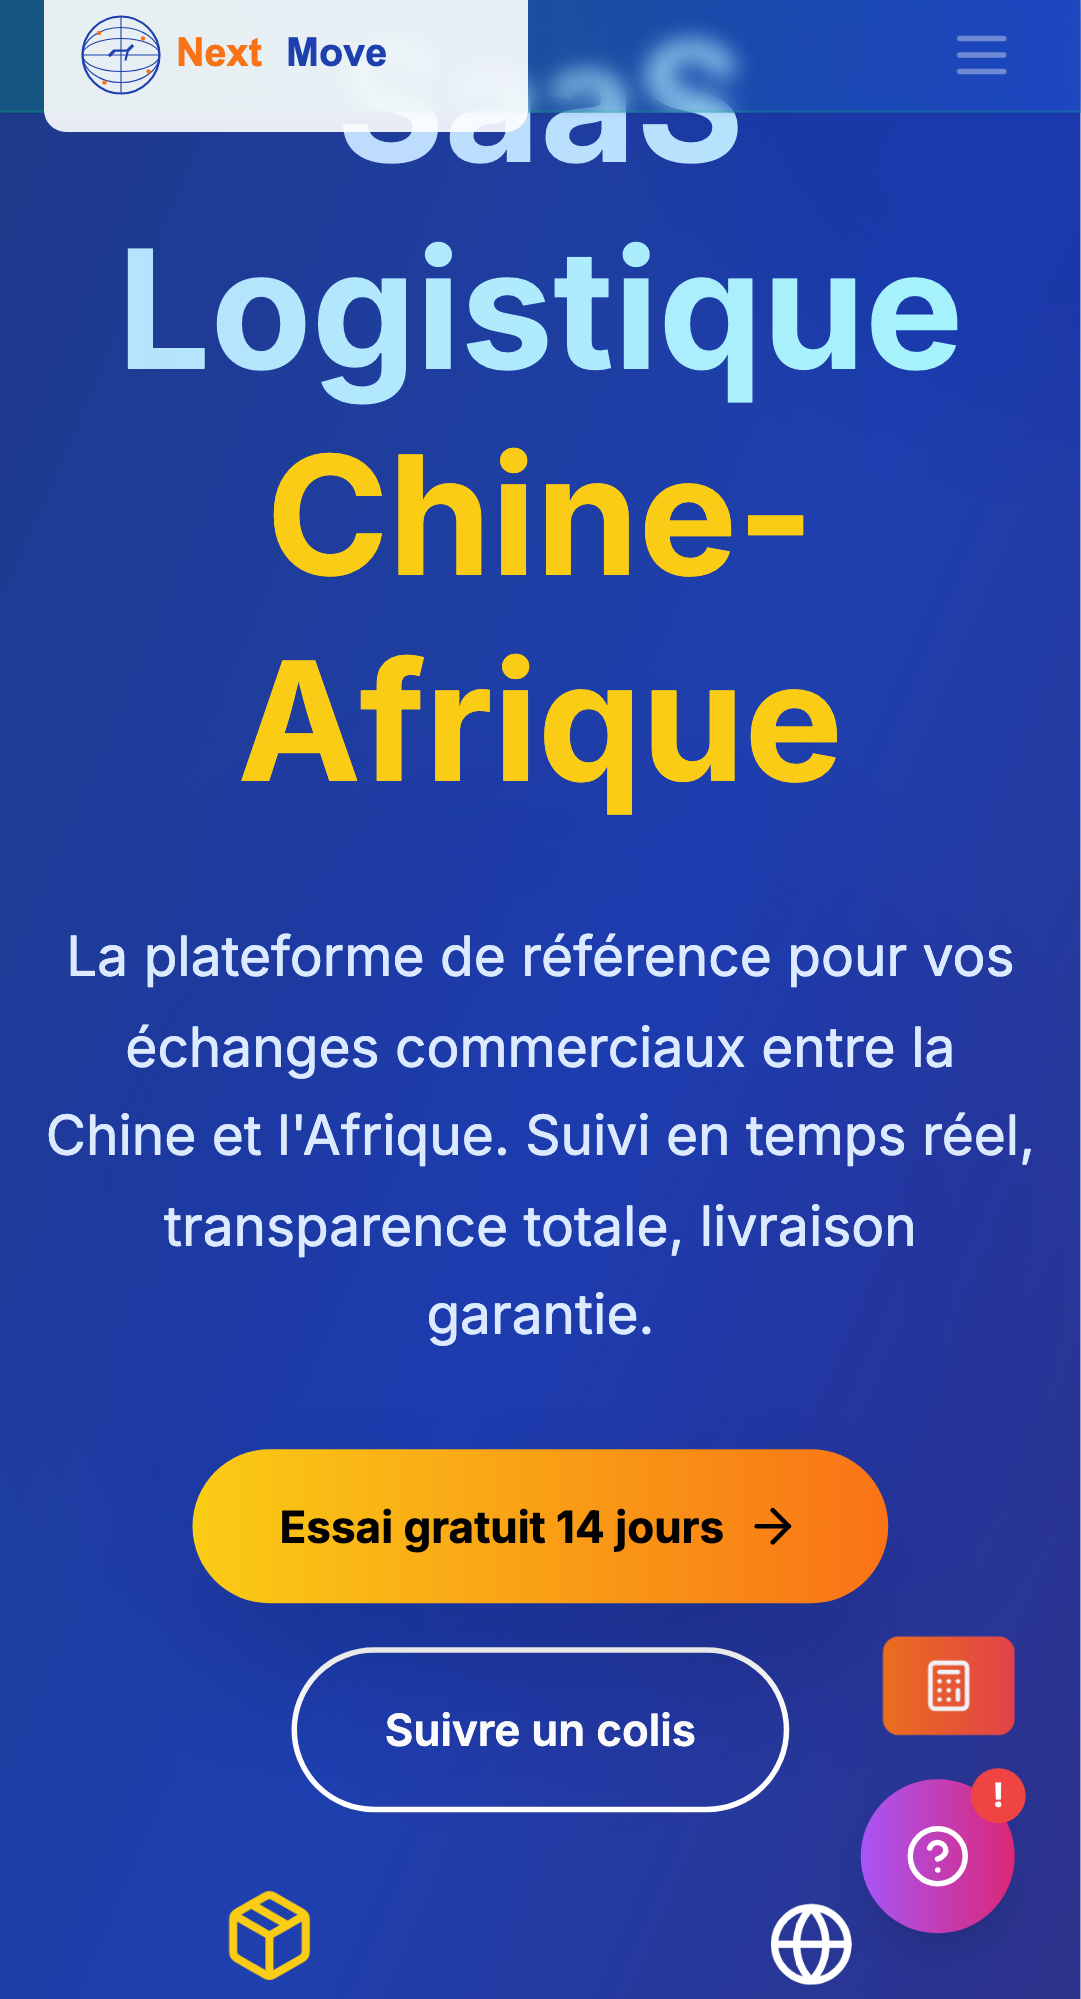 Next Move
SaaS
Logistique
Chine-
Afrique
La plateforme de référence pour vos
échanges commerciaux entre la
Chine et l'Afrique. Suivi en temps réel,
transparence totale, livraison
garantie.
Essai gratuit 14 jours
Suivre un colis
!
?